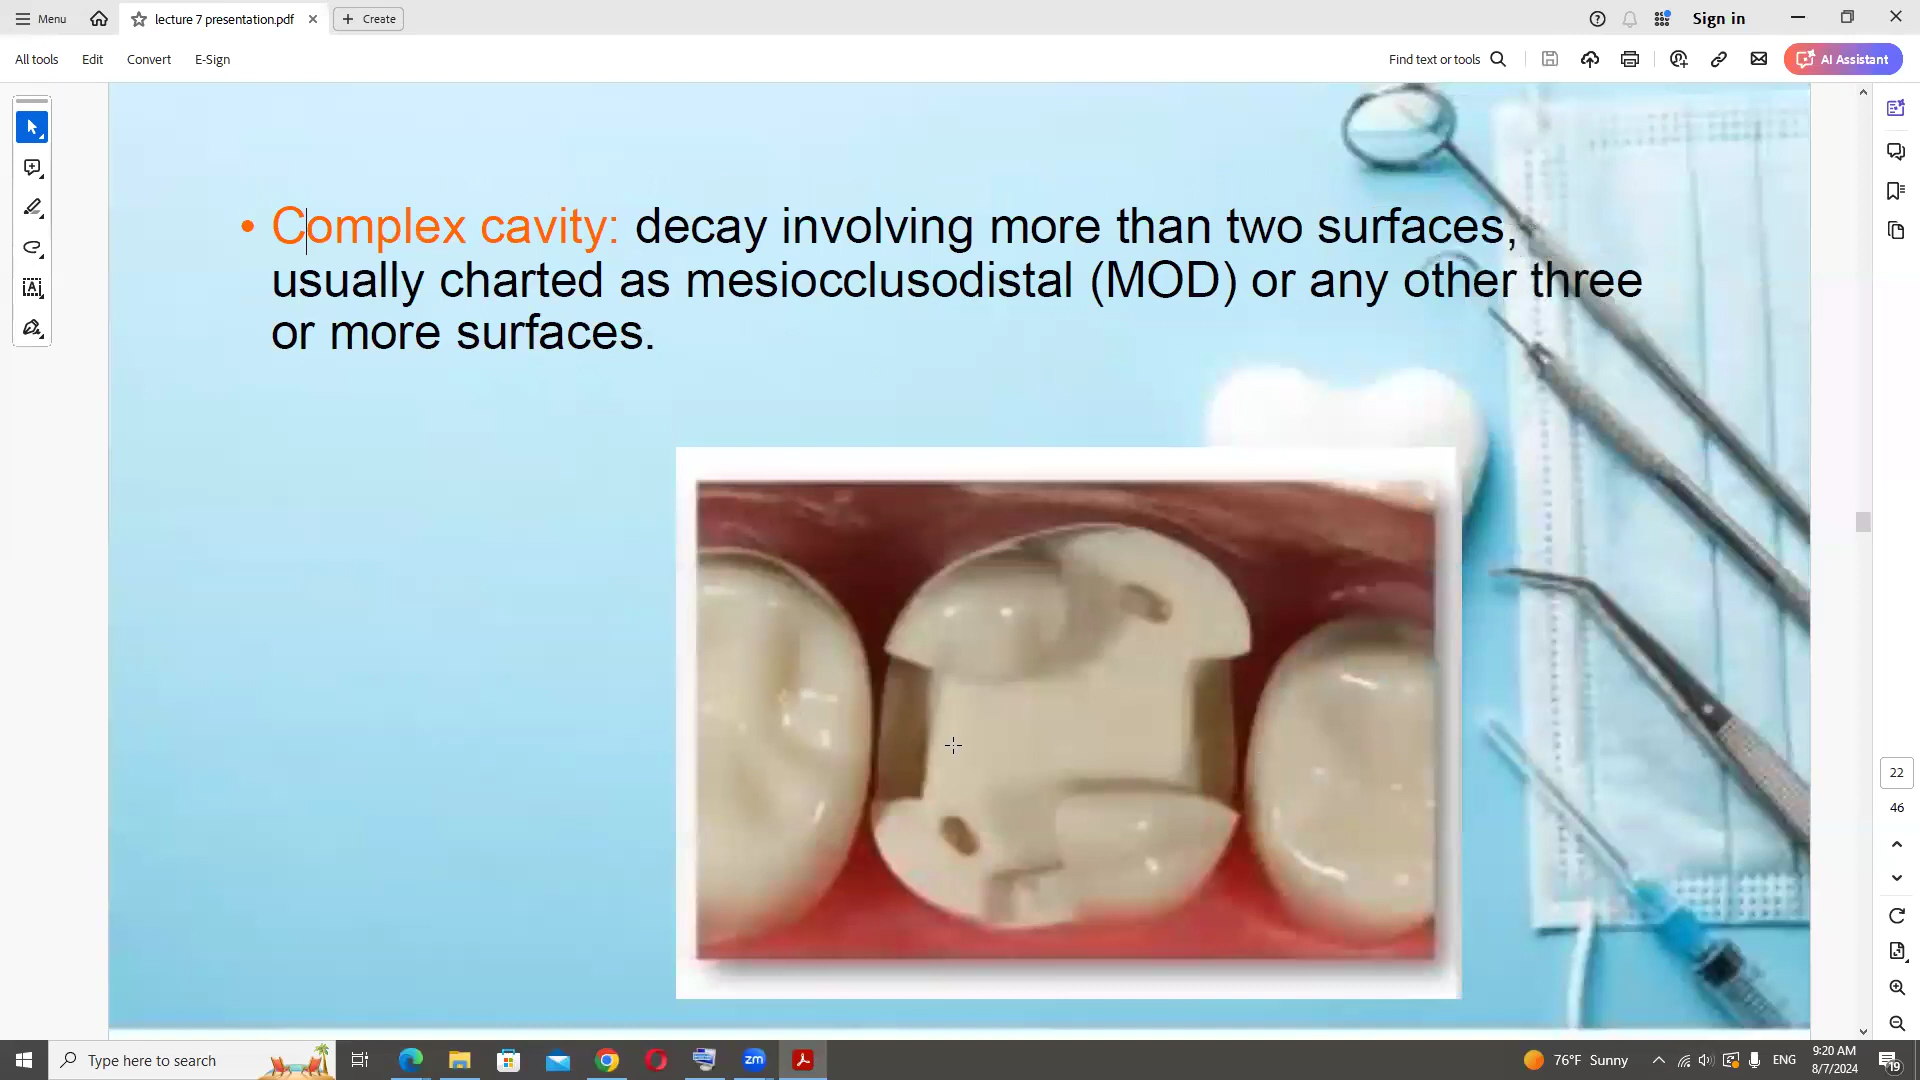 Menu
lecture 7 presentation.pdf
Create
Sign in
All tools
Edit
Convert
E-Sign
Find text or tools
AI Assistant
• Complex cavity: decay involving more than two surfaces,
usually charted as mesiocclusodistal (MOD) or any other three
or more surfaces.
22
46
Type here to search
zm
76°F Sunny
ENG
9:20 AM
8/7/2024
19